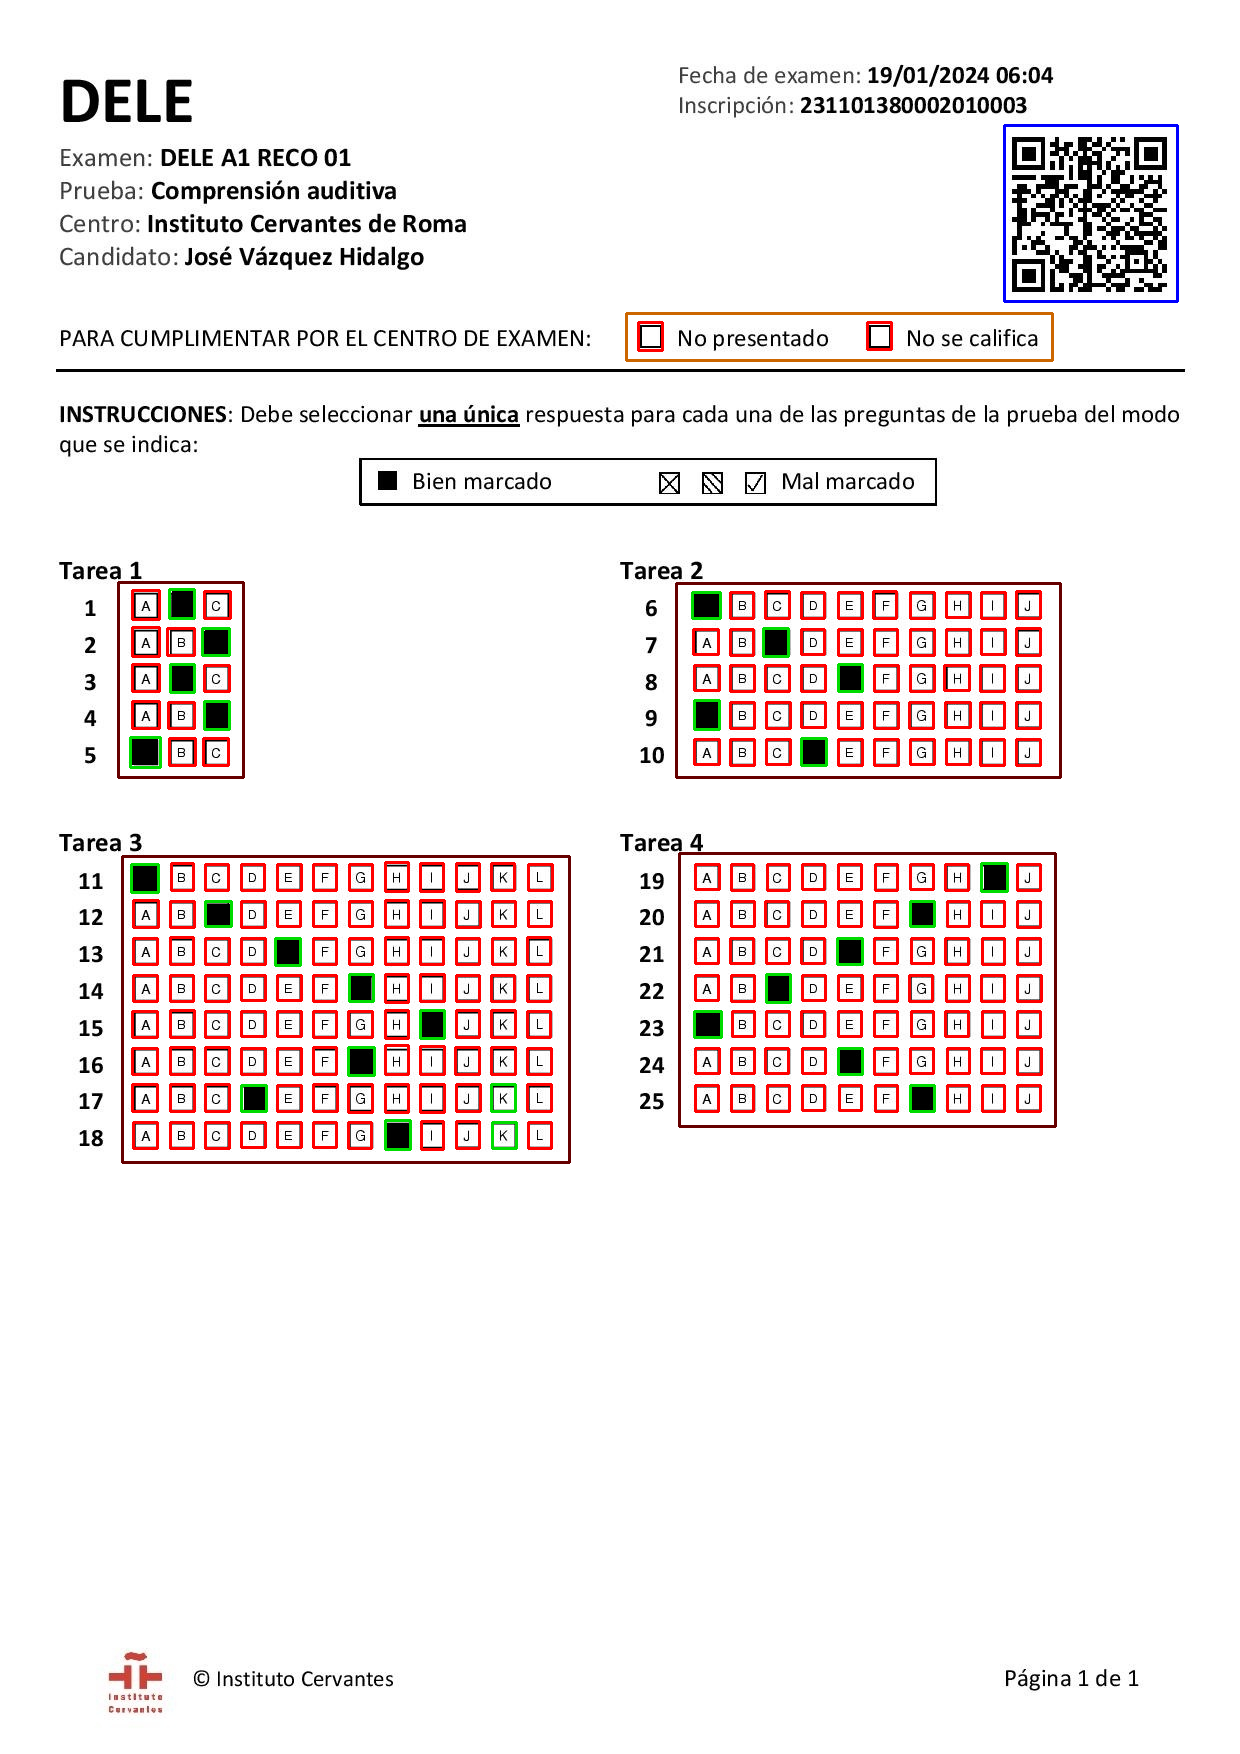 DELE
Fecha de examen: 19/01/2024 06:04
Inscripción: 231101380002010003
Examen: DELE A1 RECO 01
Prueba: Comprensión auditiva
Centro: Instituto Cervantes de Roma
Candidato: José Vázquez Hidalgo
PARA CUMPLIMENTAR POR EL CENTRO DE EXAMEN: No presentado No se califica
INSTRUCCIONES: Debe seleccionar una única respuesta para cada una de las preguntas de la prueba del modo
que se indica:
Bien marcado Mal marcado
Tarea 1
1 A C
2 A B
3 A C
4 A B
5 B C
Tarea 2
6 B C D E F G H I J
7 A B D E F G H I J
8 A B C D F G H I J
9 B C D E F G H I J
10 A B C E F G H I J
Tarea 3
11 B C D E F G H I J K L
12 A B D E F G H I J K L
13 A B C D F G H I J K L
14 A B C D E F H I J K L
15 A B C D E F G H J K L
16 A B C D E F H I J K L
17 A B C E F G H I J K L
18 A B C D E F G I J K L
Tarea 4
19 A B C D E F G H J
20 A B C D E F H I J
21 A B C D F G H I J
22 A B D E F G H I J
23 B C D E F G H I J
24 A B C D F G H I J
25 A B C D E F H I J
Instituto
Cervantes
© Instituto Cervantes
Página 1 de 1